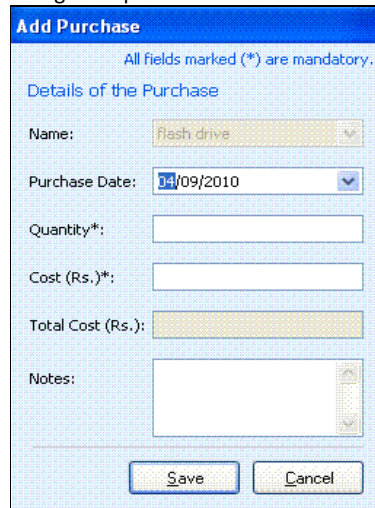 Add Purchase
All fields marked (*) are mandatory.
Details of the Purchase
Name: flash drive
Purchase Date: 04/09/2010
Quantity*:
Cost (Rs.)*:
Total Cost (Rs.):
Notes:
Save Cancel